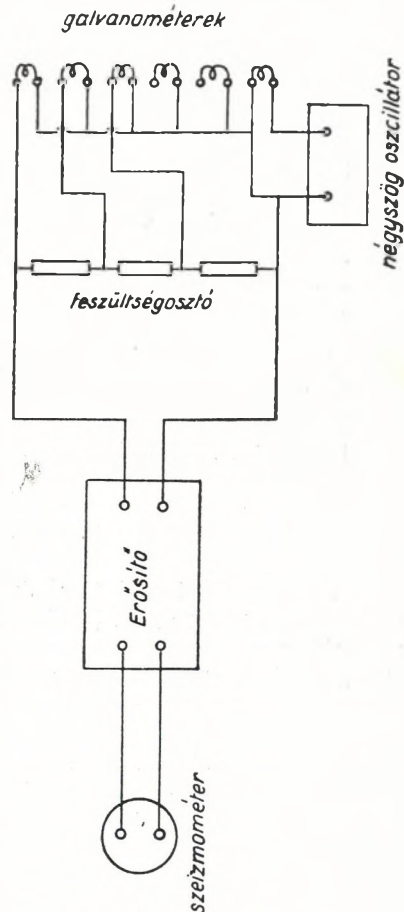 galvanométerek
négyszög oszcillátor
feszültségosztó
Erősítő
szeizmométer